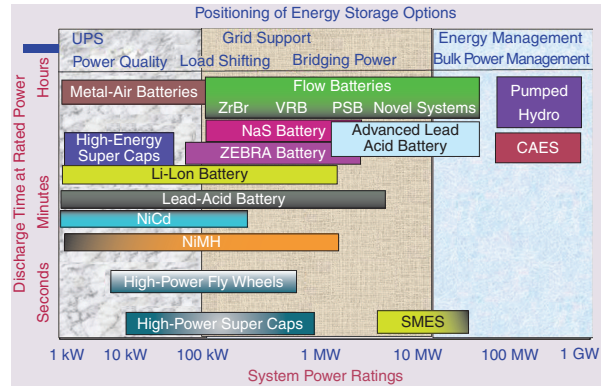 Positioning of Energy Storage Options
UPS
Power Quality
Grid Support
Load Shifting
Bridging Power
Energy Management
Bulk Power Management
Discharge Time at Rated Power
Hours
Minutes
Seconds
Metal-Air Batteries
Flow Batteries
ZrBr VRB PSB Novel Systems
Pumped
Hydro
High-Energy
Super Caps
NaS Battery
ZEBRA Battery
Advanced Lead
Acid Battery
CAES
Li-Lon Battery
Lead-Acid Battery
NiCd
NiMH
High-Power Fly Wheels
High-Power Super Caps
SMES
1 kW 10 kW 100 kW 1 MW 10 MW 100 MW 1 GW
System Power Ratings